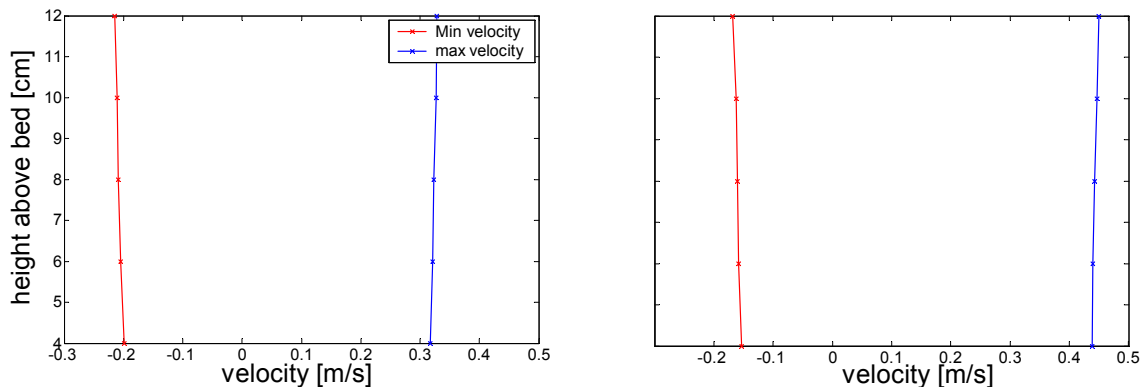 12
11
10
9
8
7
6
5
4
height above bed [cm]
Min velocity
max velocity
-0.3 -0.2 -0.1 0 0.1 0.2 0.3 0.4 0.5
velocity [m/s]
-0.2 -0.1 0 0.1 0.2 0.3 0.4 0.5
velocity [m/s]